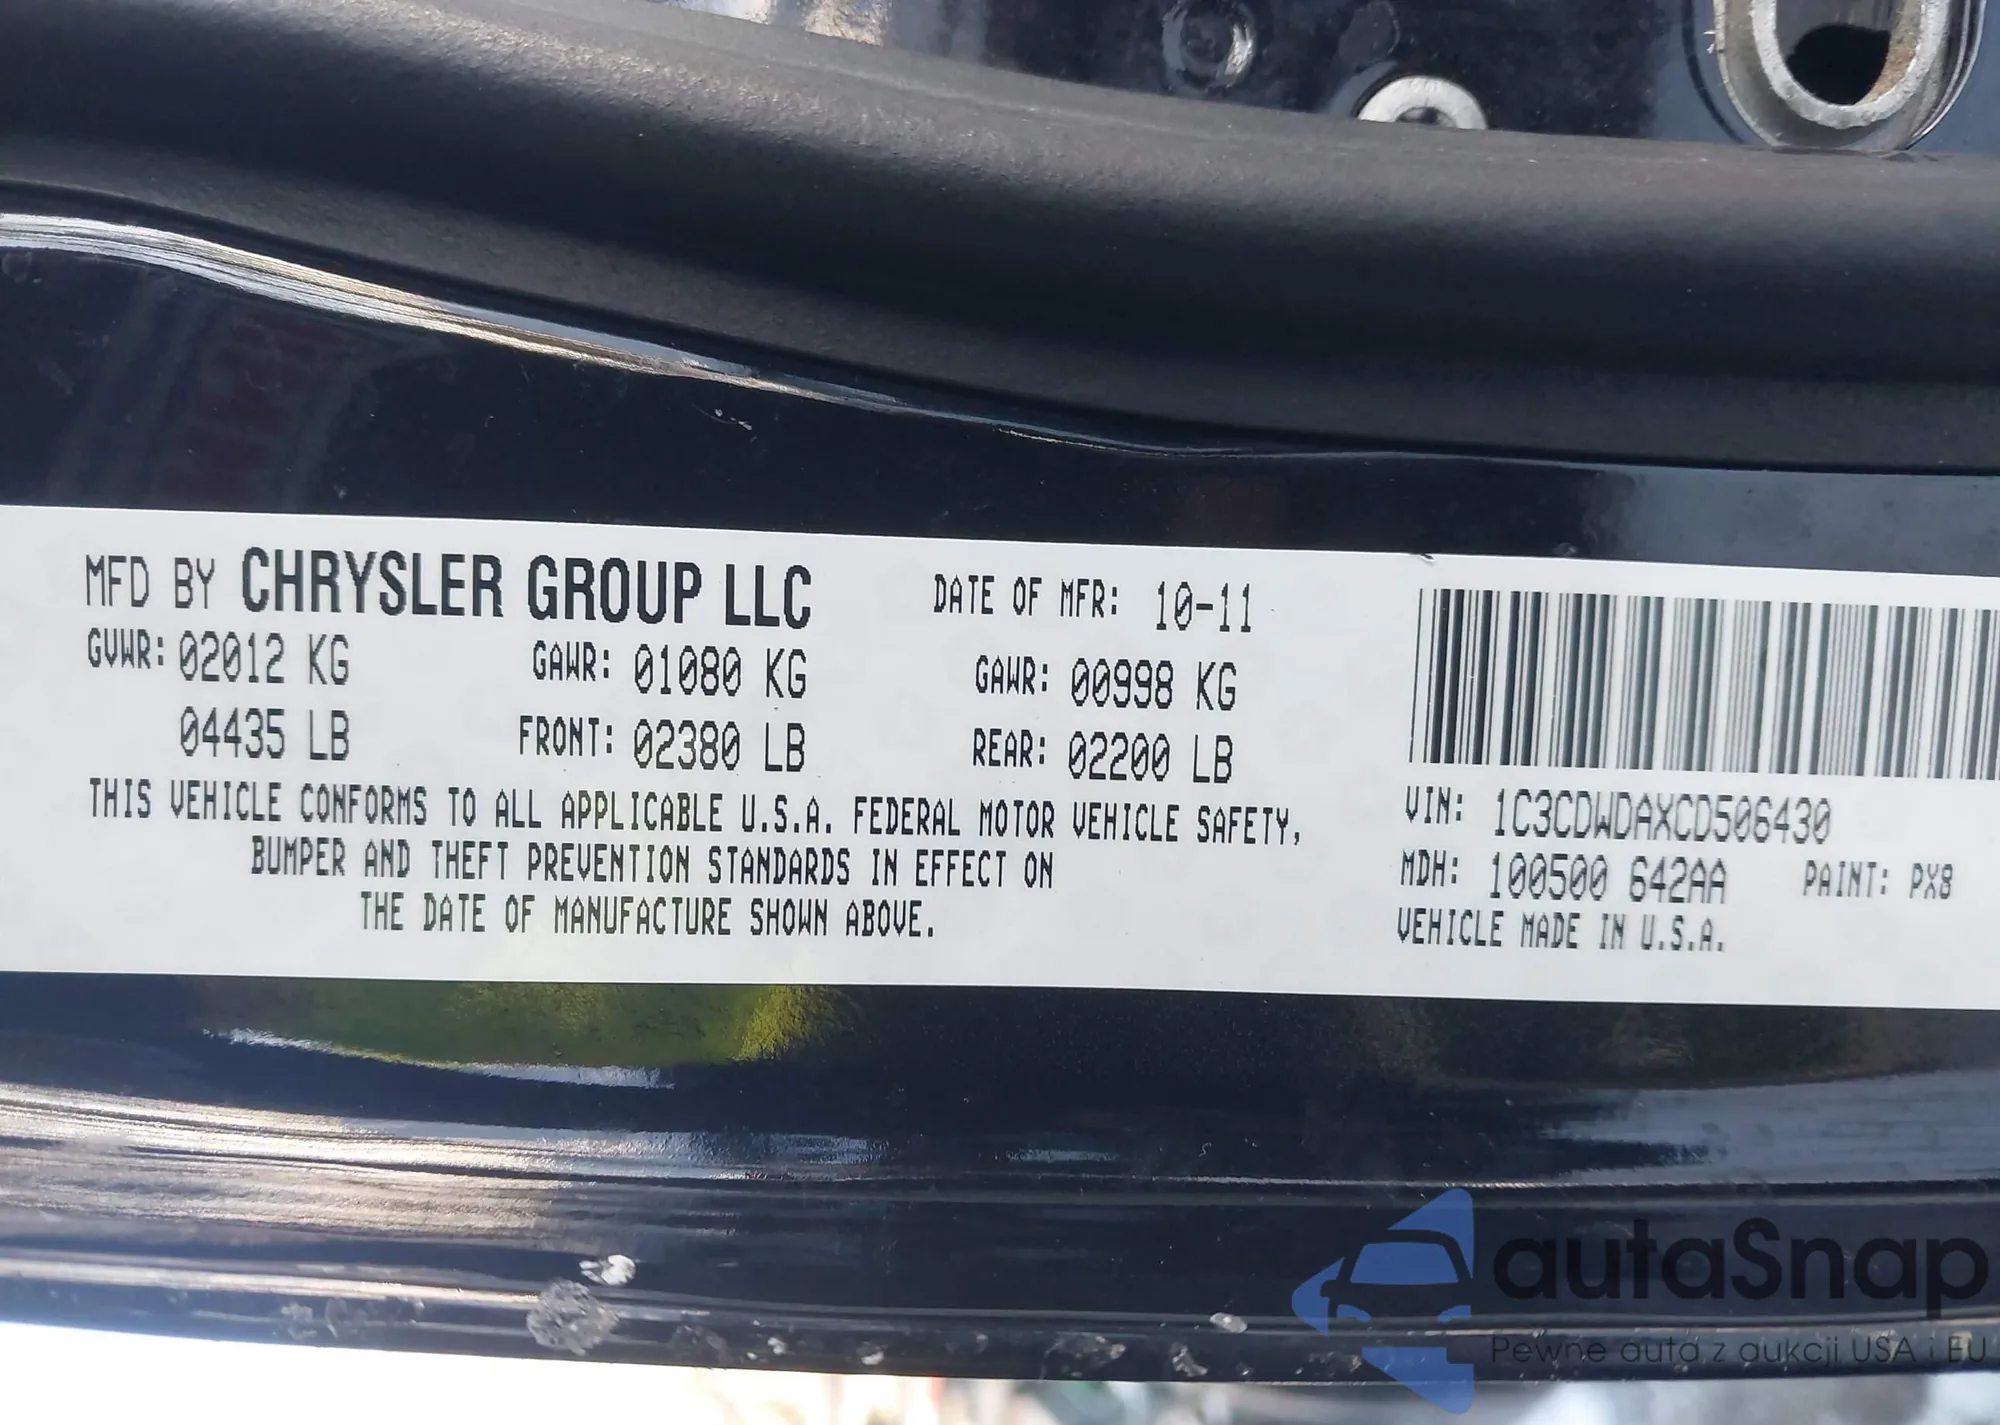 MFD BY CHRYSLER GROUP LLC DATE OF MFR: 10-11
GVWR: 02012 KG GAWR: 01080 KG GAWR: 00998 KG
04435 LB FRONT: 02380 LB REAR: 02200 LB
THIS VEHICLE CONFORMS TO ALL APPLICABLE U.S.A. FEDERAL MOTOR VEHICLE SAFETY,
BUMPER AND THEFT PREVENTION STANDARDS IN EFFECT ON
THE DATE OF MANUFACTURE SHOWN ABOVE.
VIN: 1C3CDWDAXCD506430
MDH: 100500 642AA PAINT: PX8
VEHICLE MADE IN U.S.A.
autaSnap
Pewne auta z aukcji USA i EU